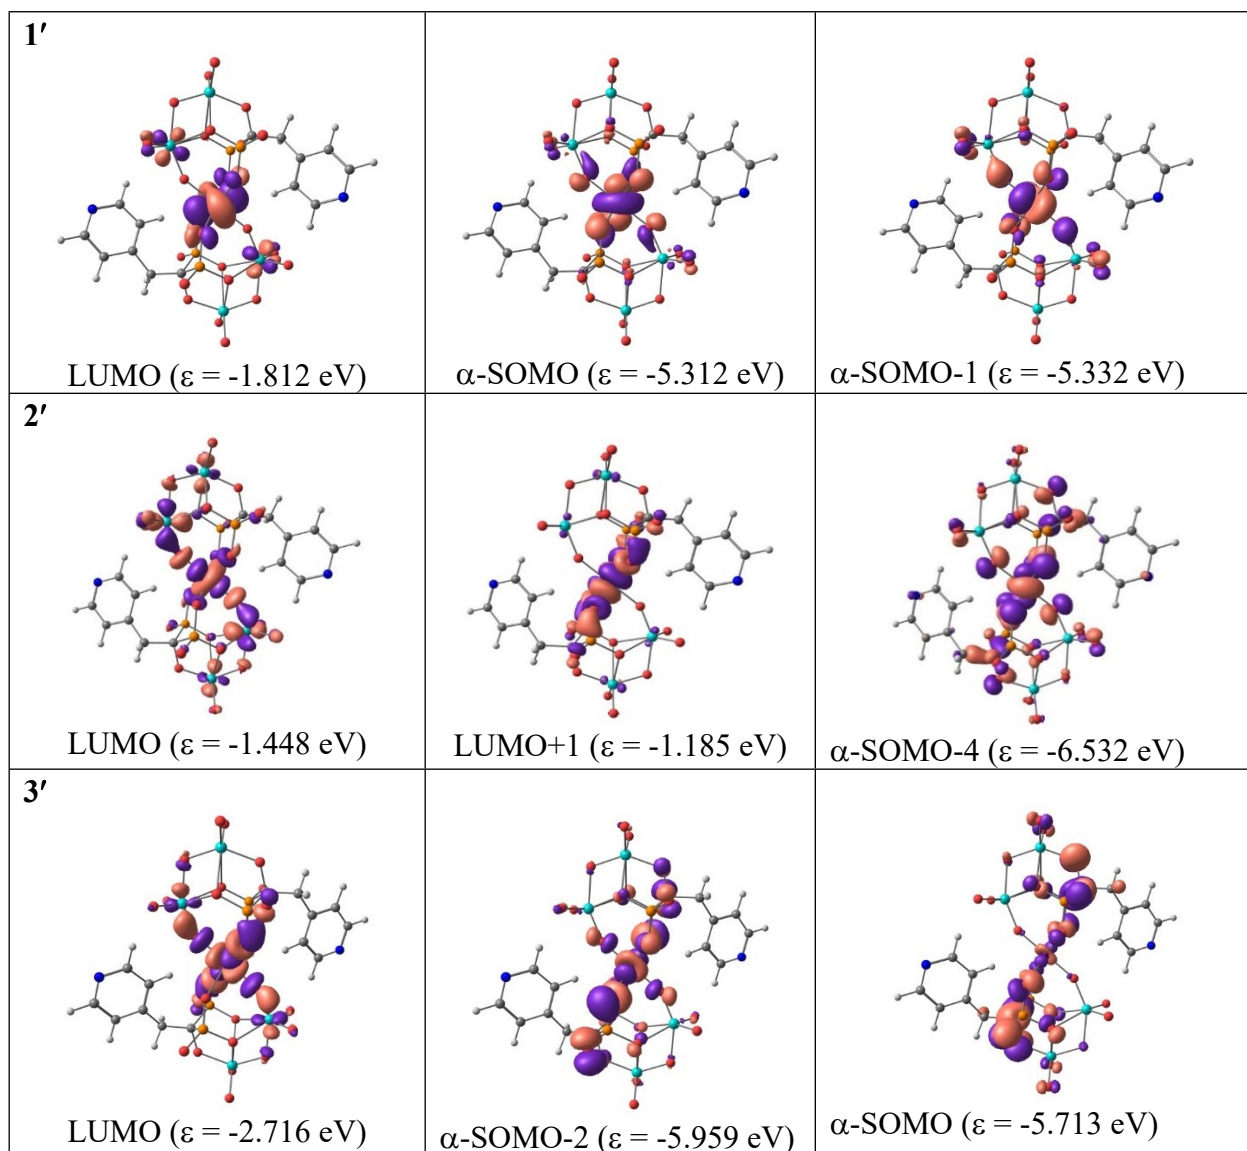 1′
LUMO (ε = -1.812 eV)
α-SOMO (ε = -5.312 eV)
α-SOMO-1 (ε = -5.332 eV)
2′
LUMO (ε = -1.448 eV)
LUMO+1 (ε = -1.185 eV)
α-SOMO-4 (ε = -6.532 eV)
3′
LUMO (ε = -2.716 eV)
α-SOMO-2 (ε = -5.959 eV)
α-SOMO (ε = -5.713 eV)